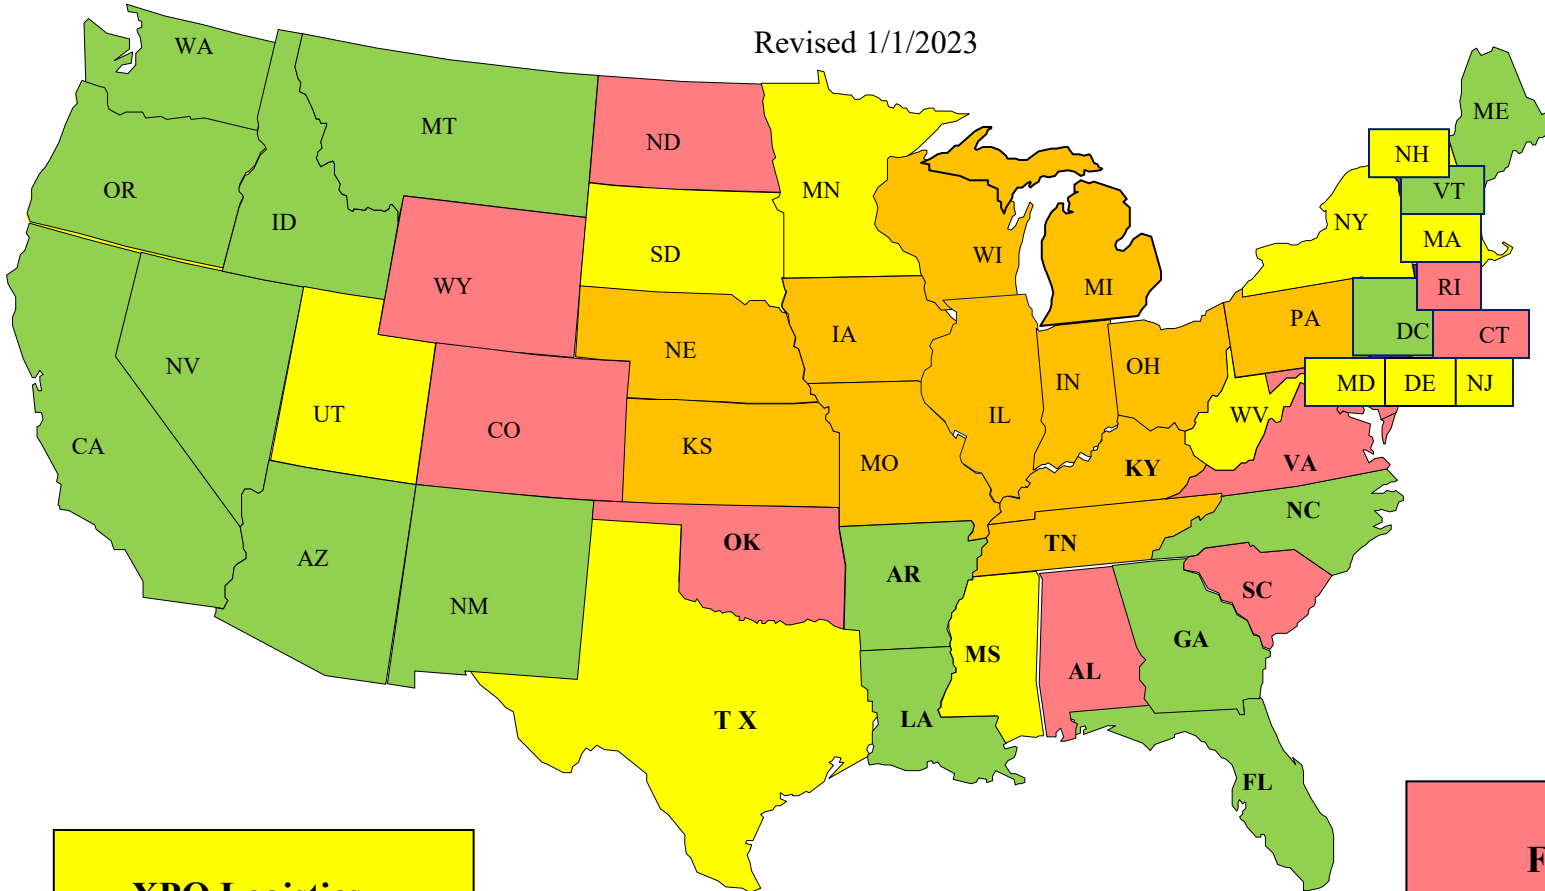 Revised 1/1/2023
WA
MT
ND
MN
ME
NH
VT
OR
ID
SD
WI
NY
MA
WY
MI
RI
NV
NE
IA
PA
DC
CT
UT
CO
IN
OH
MD
DE
NJ
CA
KS
MO
IL
KY
WV
VA
AZ
OK
TN
NC
NM
AR
SC
MS
AL
GA
T X
LA
FL
XPO Logistics
F